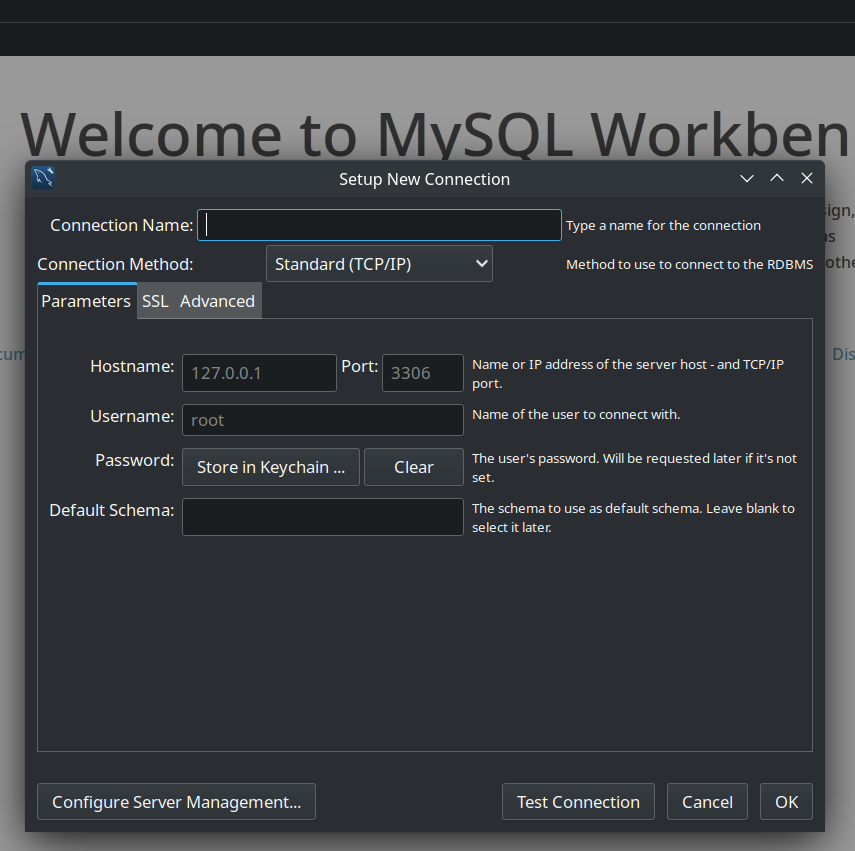 Welcome to MySQL Workben
Setup New Connection
sign,
Connection Name: Type a name for the connection
ns
Connection Method: Standard (TCP/IP) Method to use to connect to the RDBMS
othe
Parameters SSL Advanced
cum
Dis
Hostname: 127.0.0.1 Port: 3306 Name or IP address of the server host - and TCP/IP
port.
Username: root Name of the user to connect with.
Password: Store in Keychain ... Clear The user's password. Will be requested later if it's not
set.
Default Schema: The schema to use as default schema. Leave blank to
select it later.
Configure Server Management... Test Connection Cancel OK